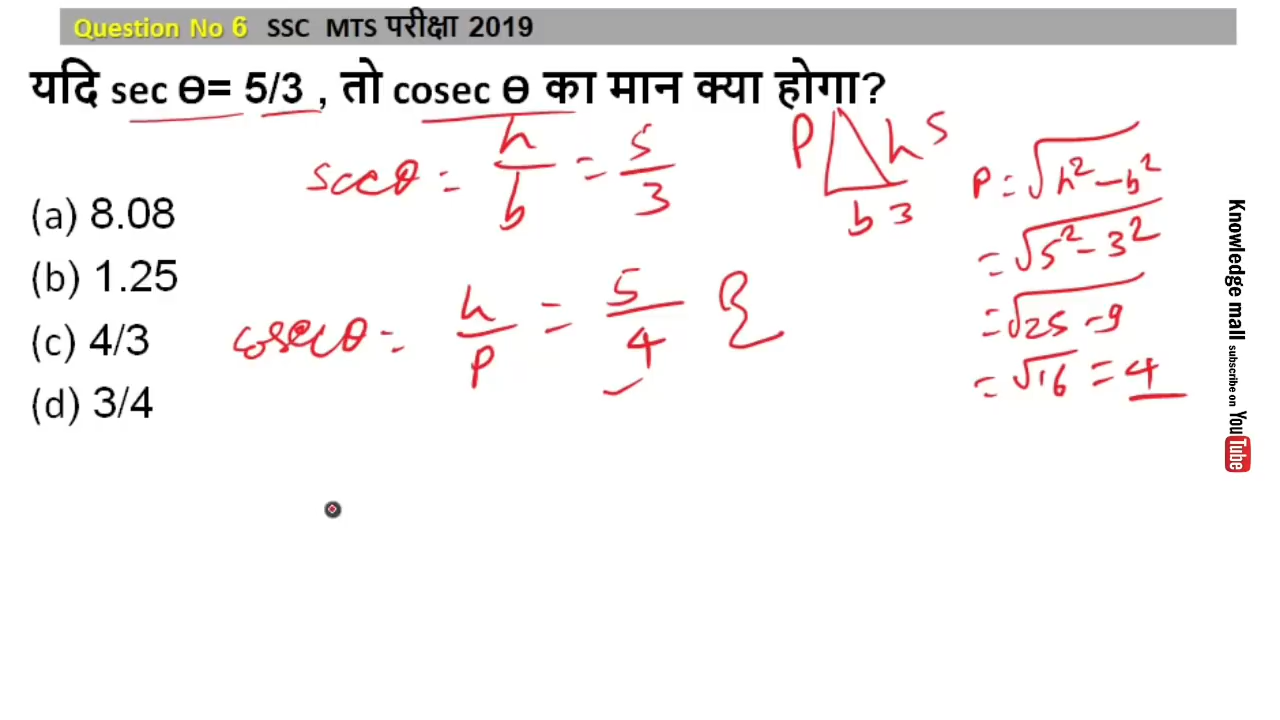 Question No 6 SSC MTS परीक्षा 2019
यदि sec Ɵ= 5/3 , तो cosec Ɵ का मान क्या होगा?
(a) 8.08
(b) 1.25
(c) 4/3
(d) 3/4
secθ = h/b = 5/3
P h 5
b 3
cosecθ = h/P = 5/4
P = √h² – b²
= √5² – 3²
= √25 – 9
= √16 = 4
Knowledge mall subscribe on YouTube